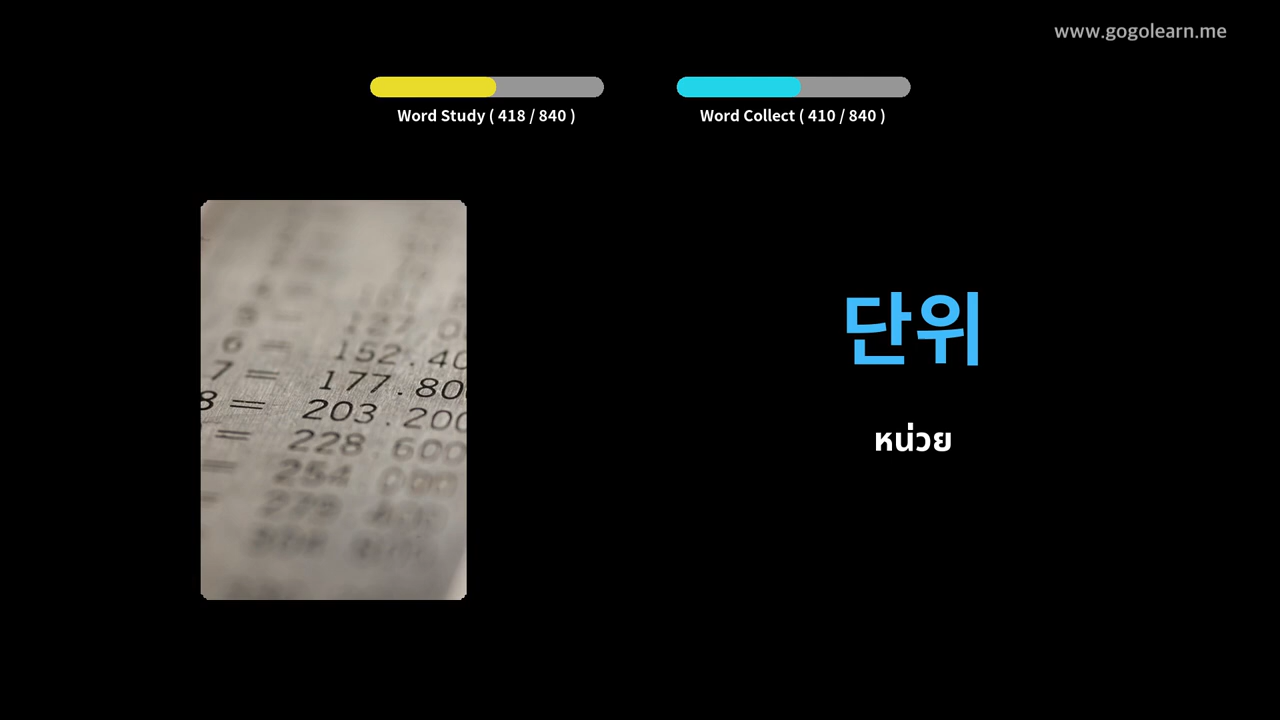 www.gogolearn.me
Word Study ( 418 / 840 )
Word Collect ( 410 / 840 )
6 = 152.40
7 = 177.80
8 = 203.200
= 228.600
254
단위
หน่วย